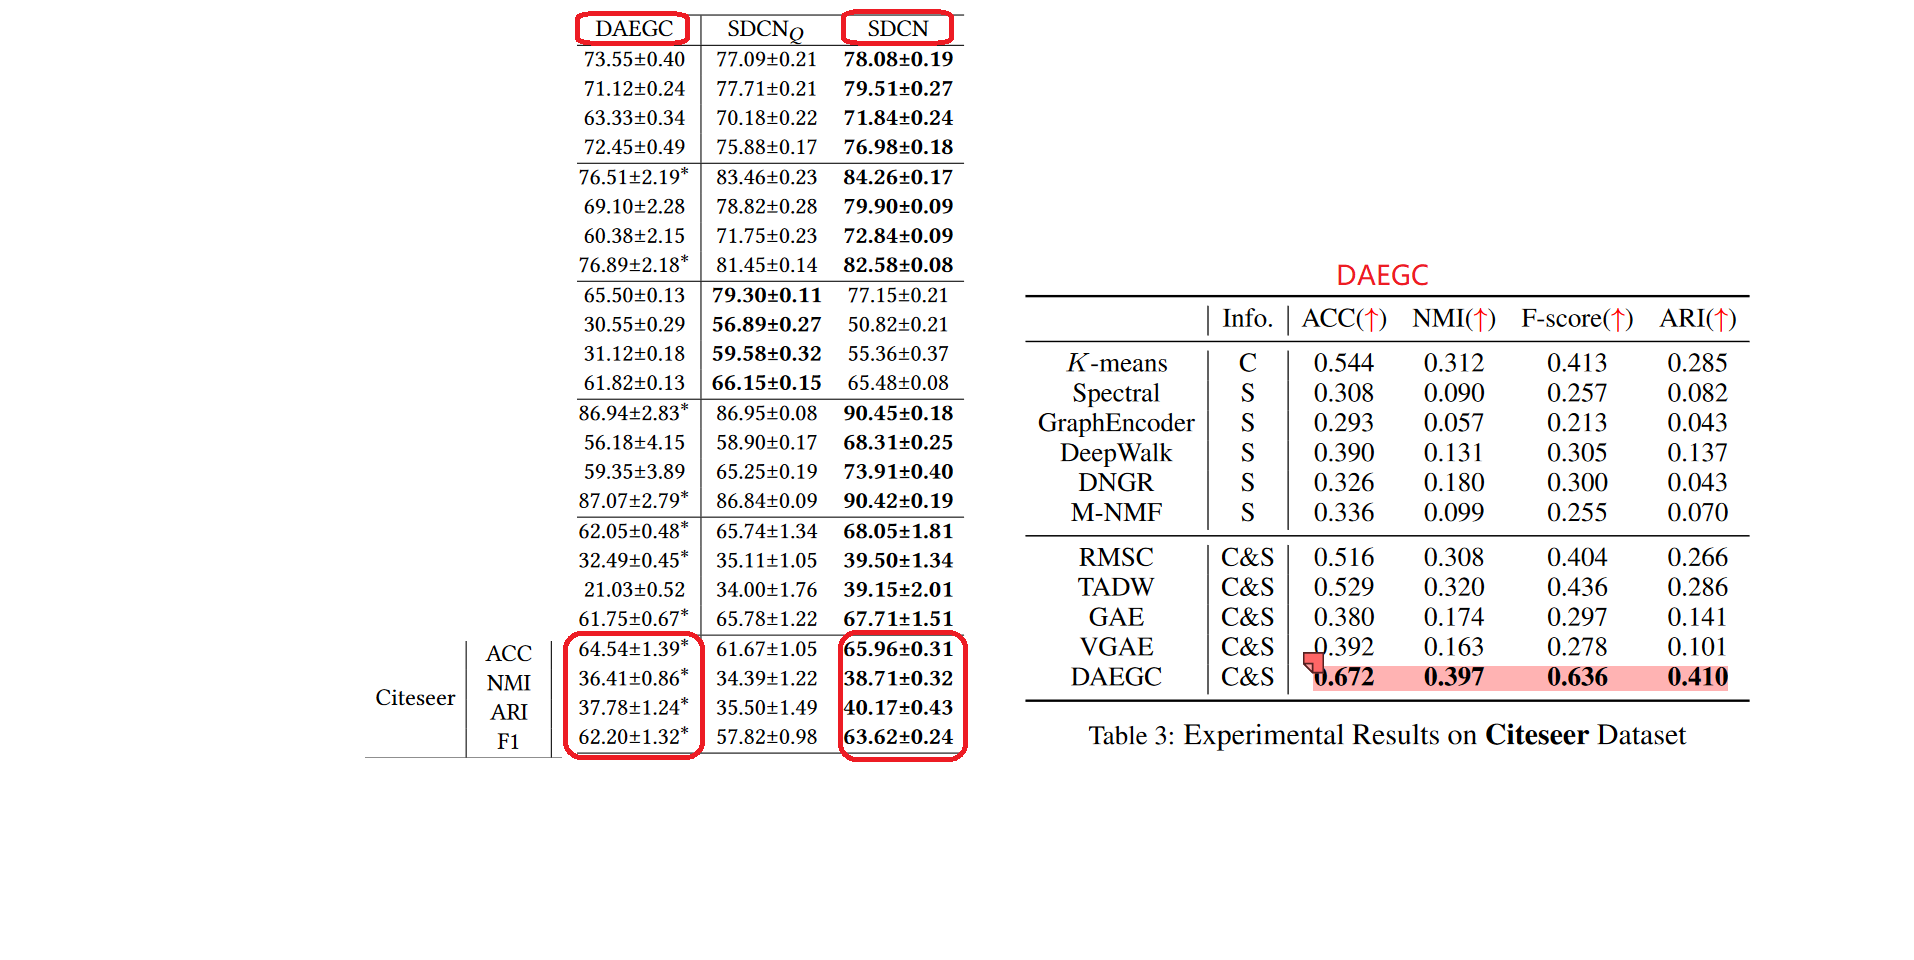 DAEGC SDCN_Q SDCN
73.55±0.40 77.09±0.21 78.08±0.19
71.12±0.24 77.71±0.21 79.51±0.27
63.33±0.34 70.18±0.22 71.84±0.24
72.45±0.49 75.88±0.17 76.98±0.18
76.51±2.19* 83.46±0.23 84.26±0.17
69.10±2.28 78.82±0.28 79.90±0.09
60.38±2.15 71.75±0.23 72.84±0.09
76.89±2.18* 81.45±0.14 82.58±0.08
65.50±0.13 79.30±0.11 77.15±0.21
30.55±0.29 56.89±0.27 50.82±0.21
31.12±0.18 59.58±0.32 55.36±0.37
61.82±0.13 66.15±0.15 65.48±0.08
86.94±2.83* 86.95±0.08 90.45±0.18
56.18±4.15 58.90±0.17 68.31±0.25
59.35±3.89 65.25±0.19 73.91±0.40
87.07±2.79* 86.84±0.09 90.42±0.19
62.05±0.48* 65.74±1.34 68.05±1.81
32.49±0.45* 35.11±1.05 39.50±1.34
21.03±0.52 34.00±1.76 39.15±2.01
61.75±0.67* 65.78±1.22 67.71±1.51
Citeseer
ACC 64.54±1.39* 61.67±1.05 65.96±0.31
NMI 36.41±0.86* 34.39±1.22 38.71±0.32
ARI 37.78±1.24* 35.50±1.49 40.17±0.43
F1 62.20±1.32* 57.82±0.98 63.62±0.24
DAEGC
Info. ACC(↑) NMI(↑) F-score(↑) ARI(↑)
K-means C 0.544 0.312 0.413 0.285
Spectral S 0.308 0.090 0.257 0.082
GraphEncoder S 0.293 0.057 0.213 0.043
DeepWalk S 0.390 0.131 0.305 0.137
DNGR S 0.326 0.180 0.300 0.043
M-NMF S 0.336 0.099 0.255 0.070
RMSC C&S 0.516 0.308 0.404 0.266
TADW C&S 0.529 0.320 0.436 0.286
GAE C&S 0.380 0.174 0.297 0.141
VGAE C&S 0.392 0.163 0.278 0.101
DAEGC C&S 0.672 0.397 0.636 0.410
Table 3: Experimental Results on Citeseer Dataset